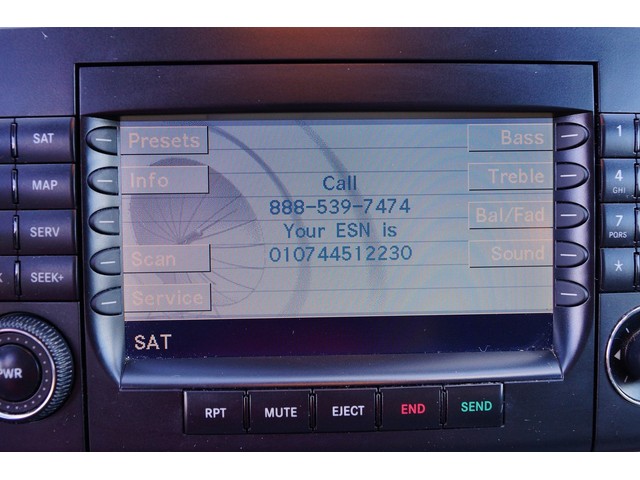 SAT
MAP
SERV
SEEK+
PWR
Presets
Info
Scan
Service
Call
888-539-7474
Your ESN is
010744512230
Bass
Treble
Bal/Fad
Sound
SAT
1
4 GHI
7 PQRS
*
RPT MUTE EJECT END SEND